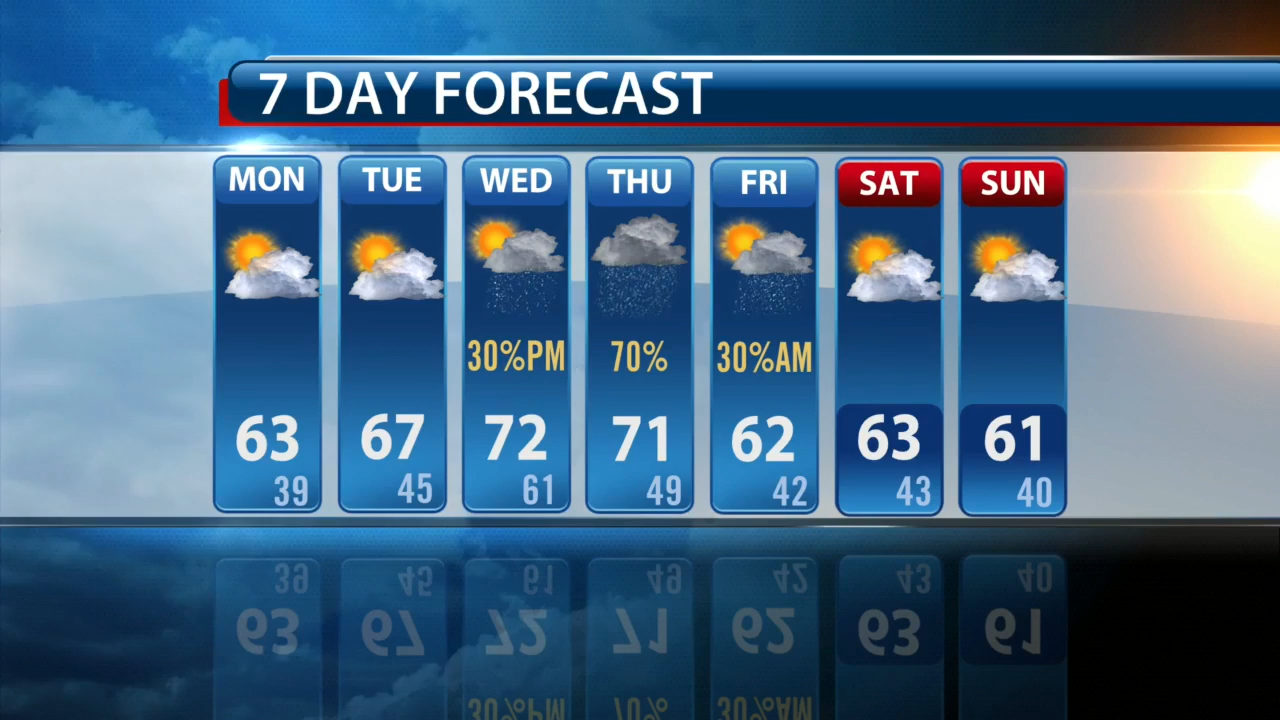 7 DAY FORECAST
MON TUE WED THU FRI SAT SUN
30%PM 70% 30%AM
63 67 72 71 62 63 61
39 45 61 49 42 43 40